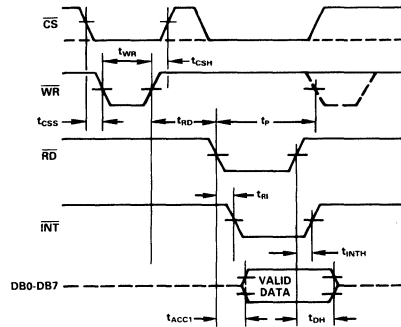 CS
tWR
tCSH
WR
tCSS
tRD
tP
RD
tRI
INT
tINTH
DB0-DB7
VALID
DATA
tACC1
tDH